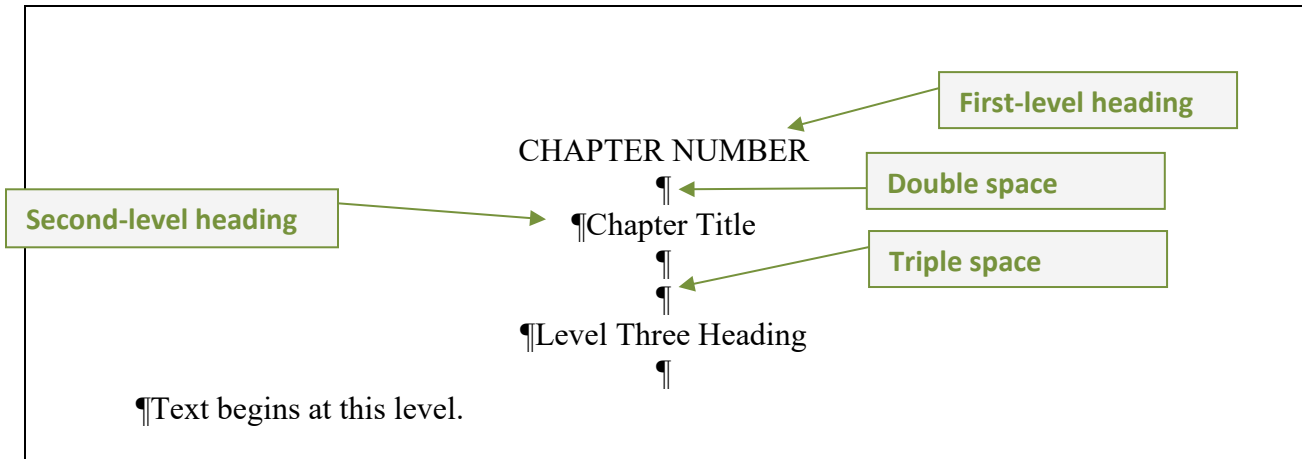 First-level heading
CHAPTER NUMBER
¶
Double space
Second-level heading
¶Chapter Title
¶
Triple space
¶
¶Level Three Heading
¶
¶Text begins at this level.